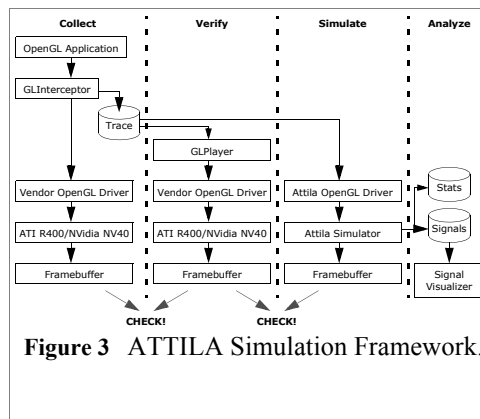 Collect Verify Simulate Analyze
OpenGL Application
GLInterceptor
Trace
GLPlayer
Vendor OpenGL Driver Vendor OpenGL Driver Attila OpenGL Driver Stats
ATI R400/NVidia NV40 ATI R400/NVidia NV40 Attila Simulator Signals
Framebuffer Framebuffer Framebuffer Signal
Visualizer
CHECK! CHECK!
Figure 3 ATTILA Simulation Framework.